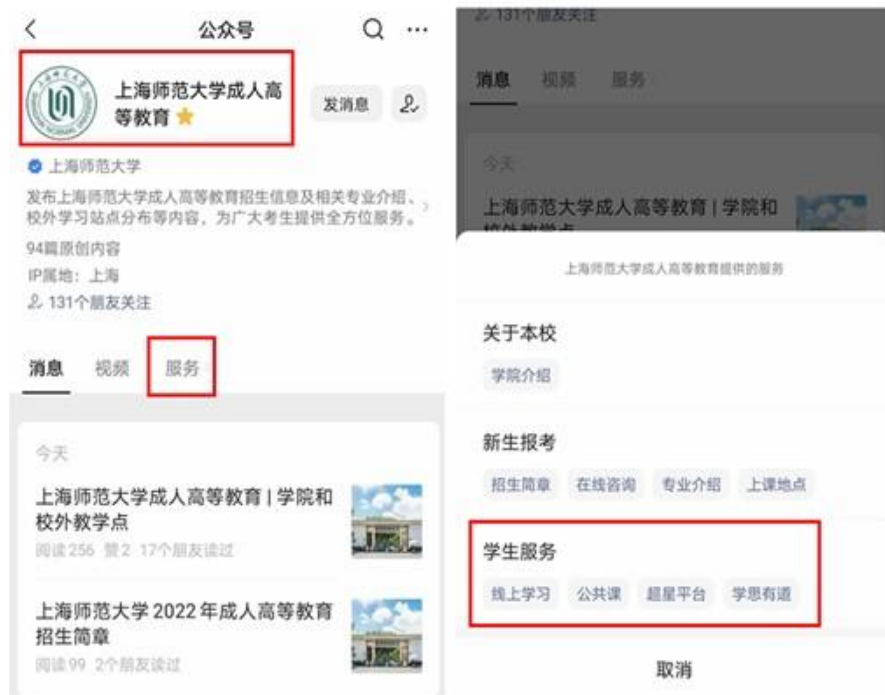 公众号
上海师范大学成人高
等教育
发消息
上海师范大学
发布上海师范大学成人高等教育招生信息及相关专业介绍、
校外学习站点分布等内容，为广大考生提供全方位服务。
94篇原创内容
IP属地：上海
131个朋友关注
消息 视频 服务
今天
上海师范大学成人高等教育 | 学院和
校外教学点
阅读256 赞2 17个朋友读过
上海师范大学2022年成人高等教育
招生简章
阅读99 2个朋友读过
131个朋友关注
消息 视频 服务
今天
上海师范大学成人高等教育 | 学院和
校外教学点
上海师范大学成人高等教育提供的服务
关于本校
学院介绍
新生报考
招生简章 在线咨询 专业介绍 上课地点
学生服务
线上学习 公共课 超星平台 学思有道
取消